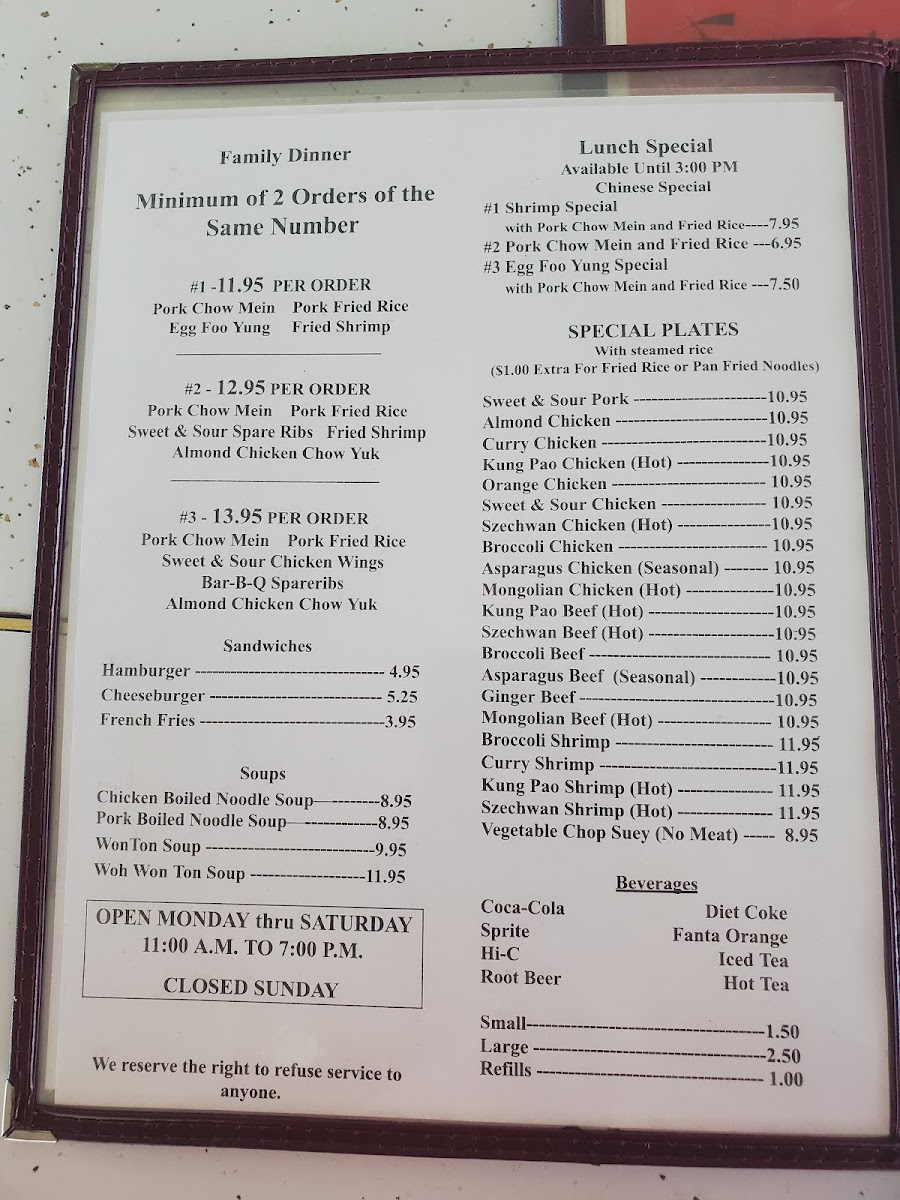 Family Dinner
Minimum of 2 Orders of the
Same Number
#1 -11.95 PER ORDER
Pork Chow Mein Pork Fried Rice
Egg Foo Yung Fried Shrimp
#2 - 12.95 PER ORDER
Pork Chow Mein Pork Fried Rice
Sweet & Sour Spare Ribs Fried Shrimp
Almond Chicken Chow Yuk
#3 - 13.95 PER ORDER
Pork Chow Mein Pork Fried Rice
Sweet & Sour Chicken Wings
Bar-B-Q Spareribs
Almond Chicken Chow Yuk
Sandwiches
Hamburger ---------------------------------- 4.95
Cheeseburger ------------------------------- 5.25
French Fries ---------------------------------3.95
Soups
Chicken Boiled Noodle Soup-----------8.95
Pork Boiled Noodle Soup---------------8.95
WonTon Soup -------------------------------9.95
Woh Won Ton Soup --------------------11.95
OPEN MONDAY thru SATURDAY
11:00 A.M. TO 7:00 P.M.
CLOSED SUNDAY
We reserve the right to refuse service to
anyone.
Lunch Special
Available Until 3:00 PM
Chinese Special
#1 Shrimp Special
with Pork Chow Mein and Fried Rice----7.95
#2 Pork Chow Mein and Fried Rice ---6.95
#3 Egg Foo Yung Special
with Pork Chow Mein and Fried Rice ---7.50
SPECIAL PLATES
With steamed rice
($1.00 Extra For Fried Rice or Pan Fried Noodles)
Sweet & Sour Pork -----------------------10.95
Almond Chicken --------------------------10.95
Curry Chicken ----------------------------10.95
Kung Pao Chicken (Hot) ----------------10.95
Orange Chicken --------------------------- 10.95
Sweet & Sour Chicken ------------------ 10.95
Szechwan Chicken (Hot) ----------------10.95
Broccoli Chicken -------------------------- 10.95
Asparagus Chicken (Seasonal) -------- 10.95
Mongolian Chicken (Hot) ---------------10.95
Kung Pao Beef (Hot) ----------------------10.95
Szechwan Beef (Hot) ----------------------10.95
Broccoli Beef ------------------------------- 10.95
Asparagus Beef (Seasonal) -------------10.95
Ginger Beef ----------------------------------10.95
Mongolian Beef (Hot) -------------------- 10.95
Broccoli Shrimp --------------------------- 11.95
Curry Shrimp -------------------------------11.95
Kung Pao Shrimp (Hot) ----------------- 11.95
Szechwan Shrimp (Hot) ----------------- 11.95
Vegetable Chop Suey (No Meat) ----- 8.95
Beverages
Coca-Cola Diet Coke
Sprite Fanta Orange
Hi-C Iced Tea
Root Beer Hot Tea
Small-----------------------------------------1.50
Large ----------------------------------------2.50
Refills --------------------------------------- 1.00